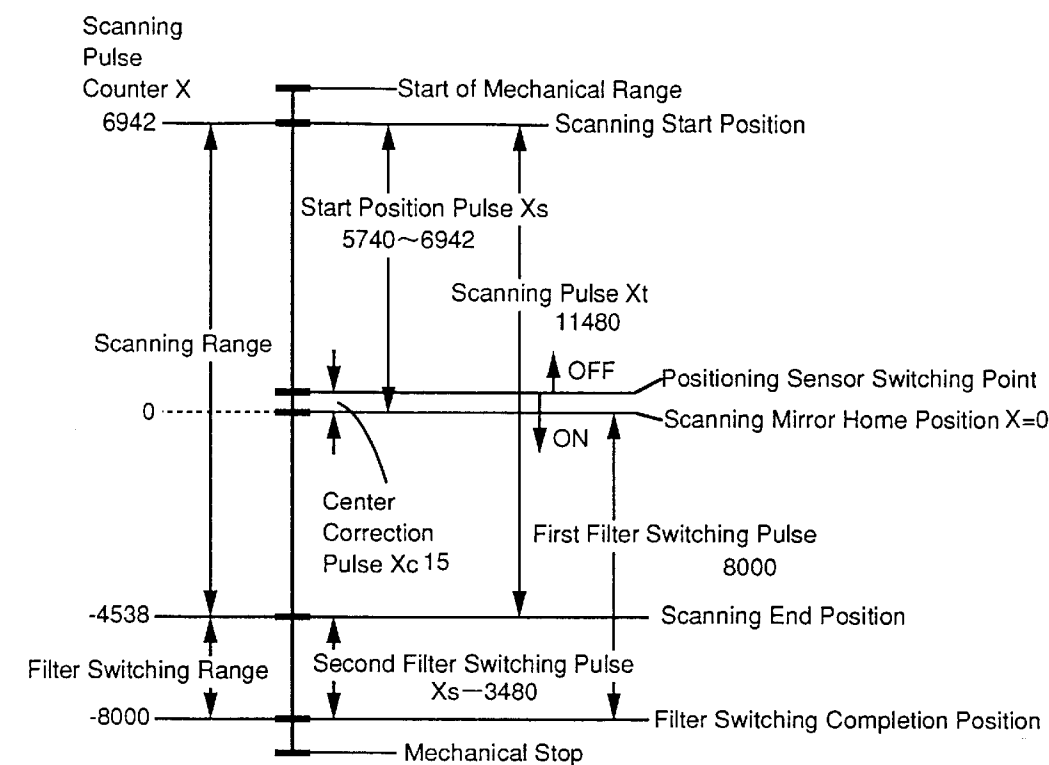 Scanning
Pulse
Counter X
Start of Mechanical Range
6942
Scanning Start Position
Start Position Pulse Xs
5740～6942
Scanning Pulse Xt
11480
Scanning Range
OFF
Positioning Sensor Switching Point
0
Scanning Mirror Home Position X=0
ON
Center
Correction
Pulse Xc 15
First Filter Switching Pulse
8000
-4538
Scanning End Position
Filter Switching Range
Second Filter Switching Pulse
Xs－3480
-8000
Filter Switching Completion Position
Mechanical Stop